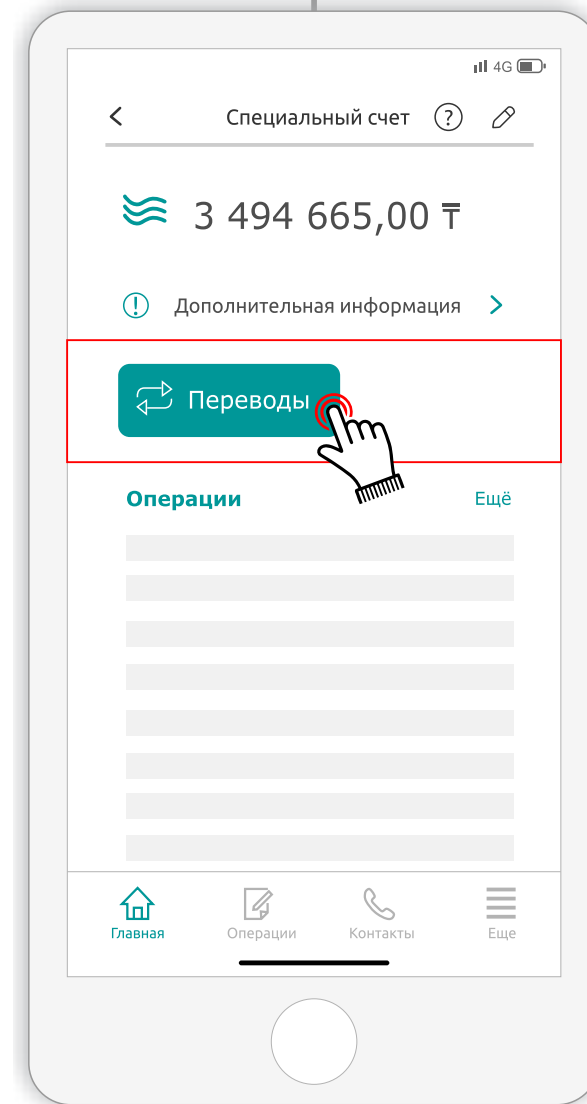 4G
Специальный счет ?
3 494 665,00 ₸
Дополнительная информация
Переводы
Операции Ещё
Главная Операции Контакты Еще